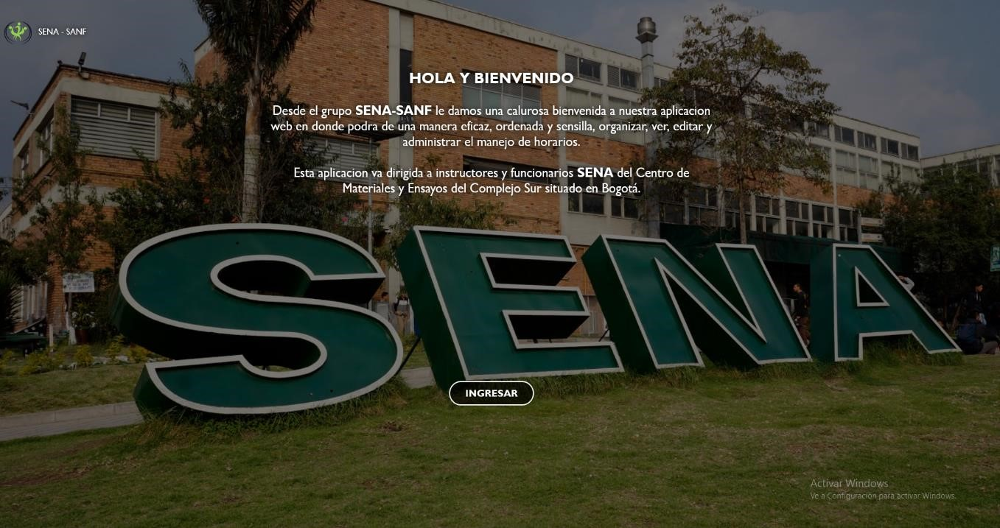 SENA - SANF
HOLA Y BIENVENIDO
Desde el grupo SENA-SANF le damos una calurosa bienvenida a nuestra aplicacion
web en donde podra de una manera eficaz, ordenada y sensilla, organizar, ver, editar y
administrar el manejo de horarios.
Esta aplicacion va dirigida a instructores y funcionarios SENA del Centro de
Materiales y Ensayos del Complejo Sur situado en Bogotá.
SENA
INGRESAR
Activar Windows
Ve a Configuración para activar Windows.